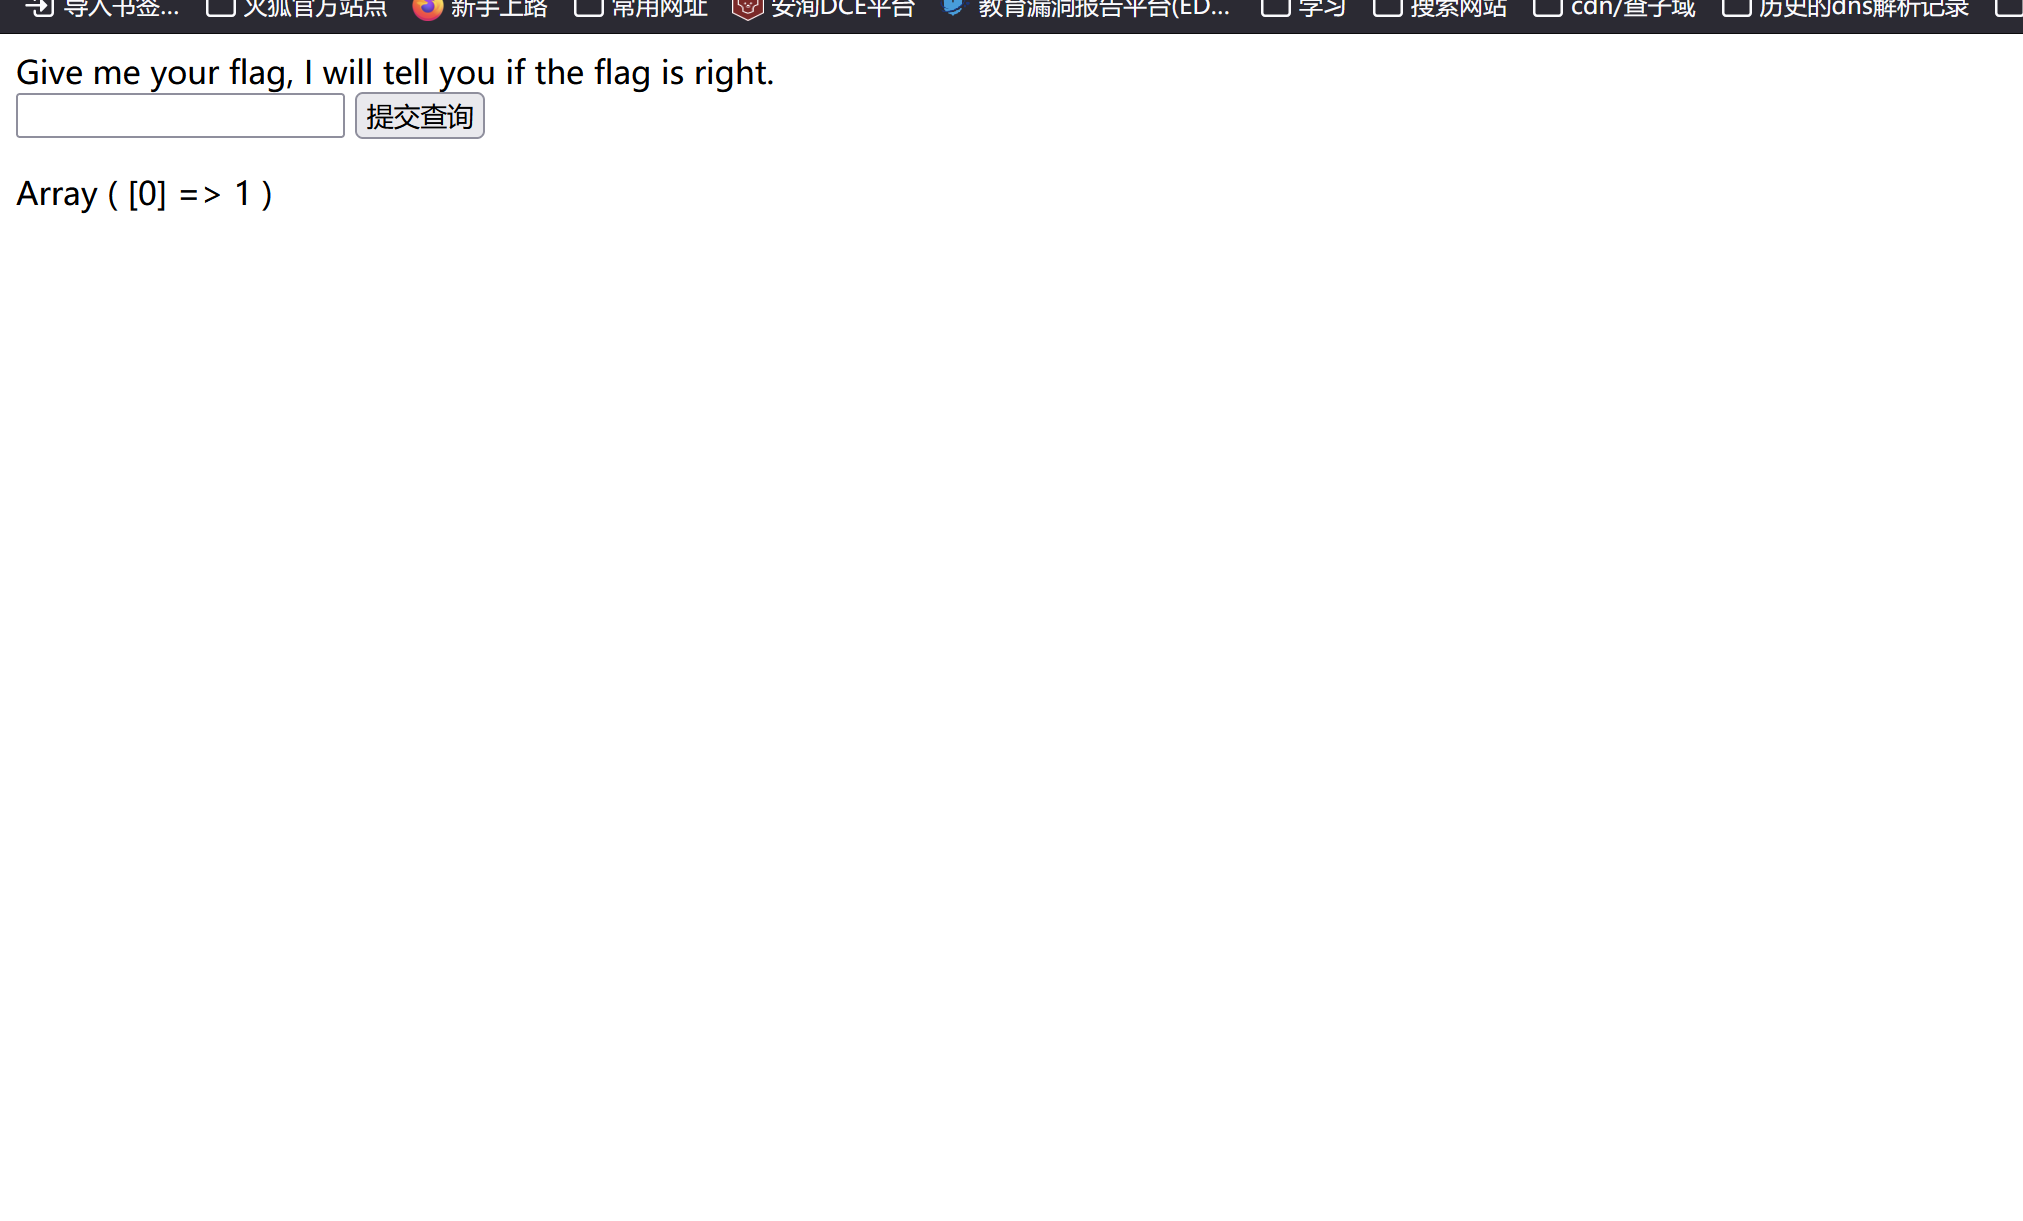 导入书签... 火狐官方站点 新手上路 常用网址 安洵DCE平台 教育漏洞报告平台(ED... 学习 搜索网站 cdn/查子域 历史的dns解析记录
Give me your flag, I will tell you if the flag is right.
提交查询
Array ( [0] => 1 )